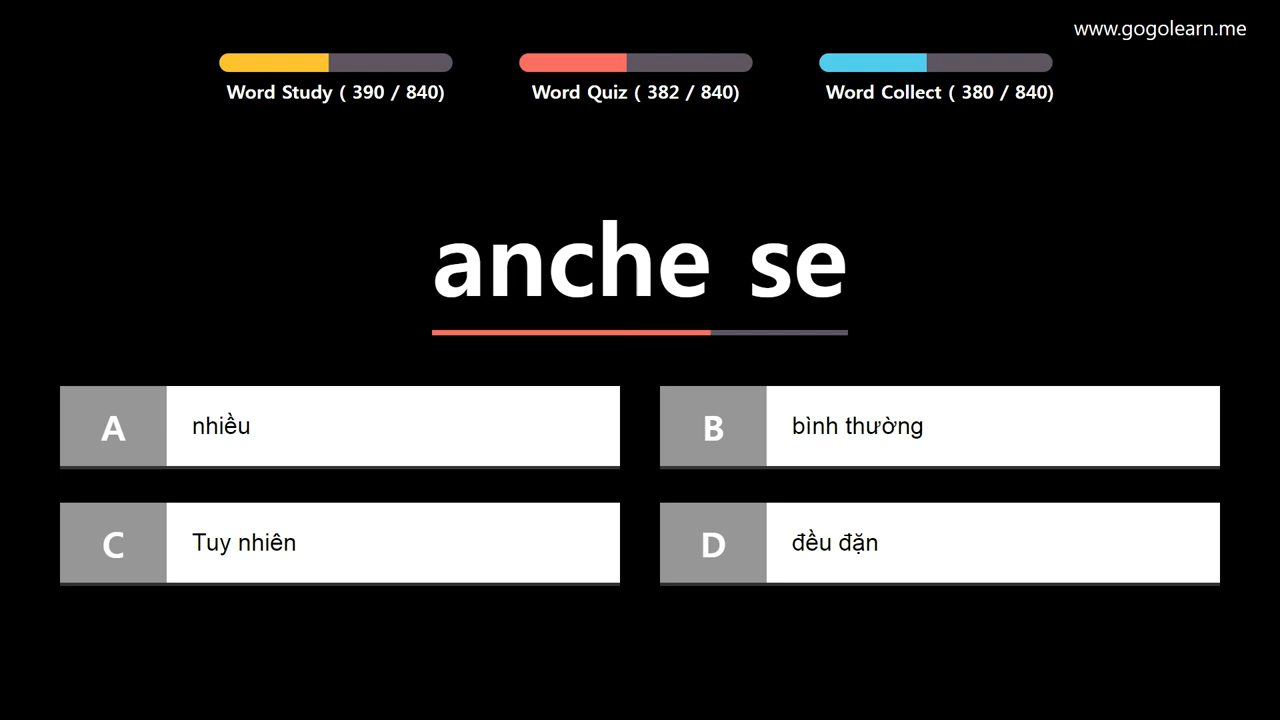 www.gogolearn.me
Word Study ( 390 / 840)
Word Quiz ( 382 / 840)
Word Collect ( 380 / 840)
anche se
A
nhiều
B
bình thường
C
Tuy nhiên
D
đều đặn